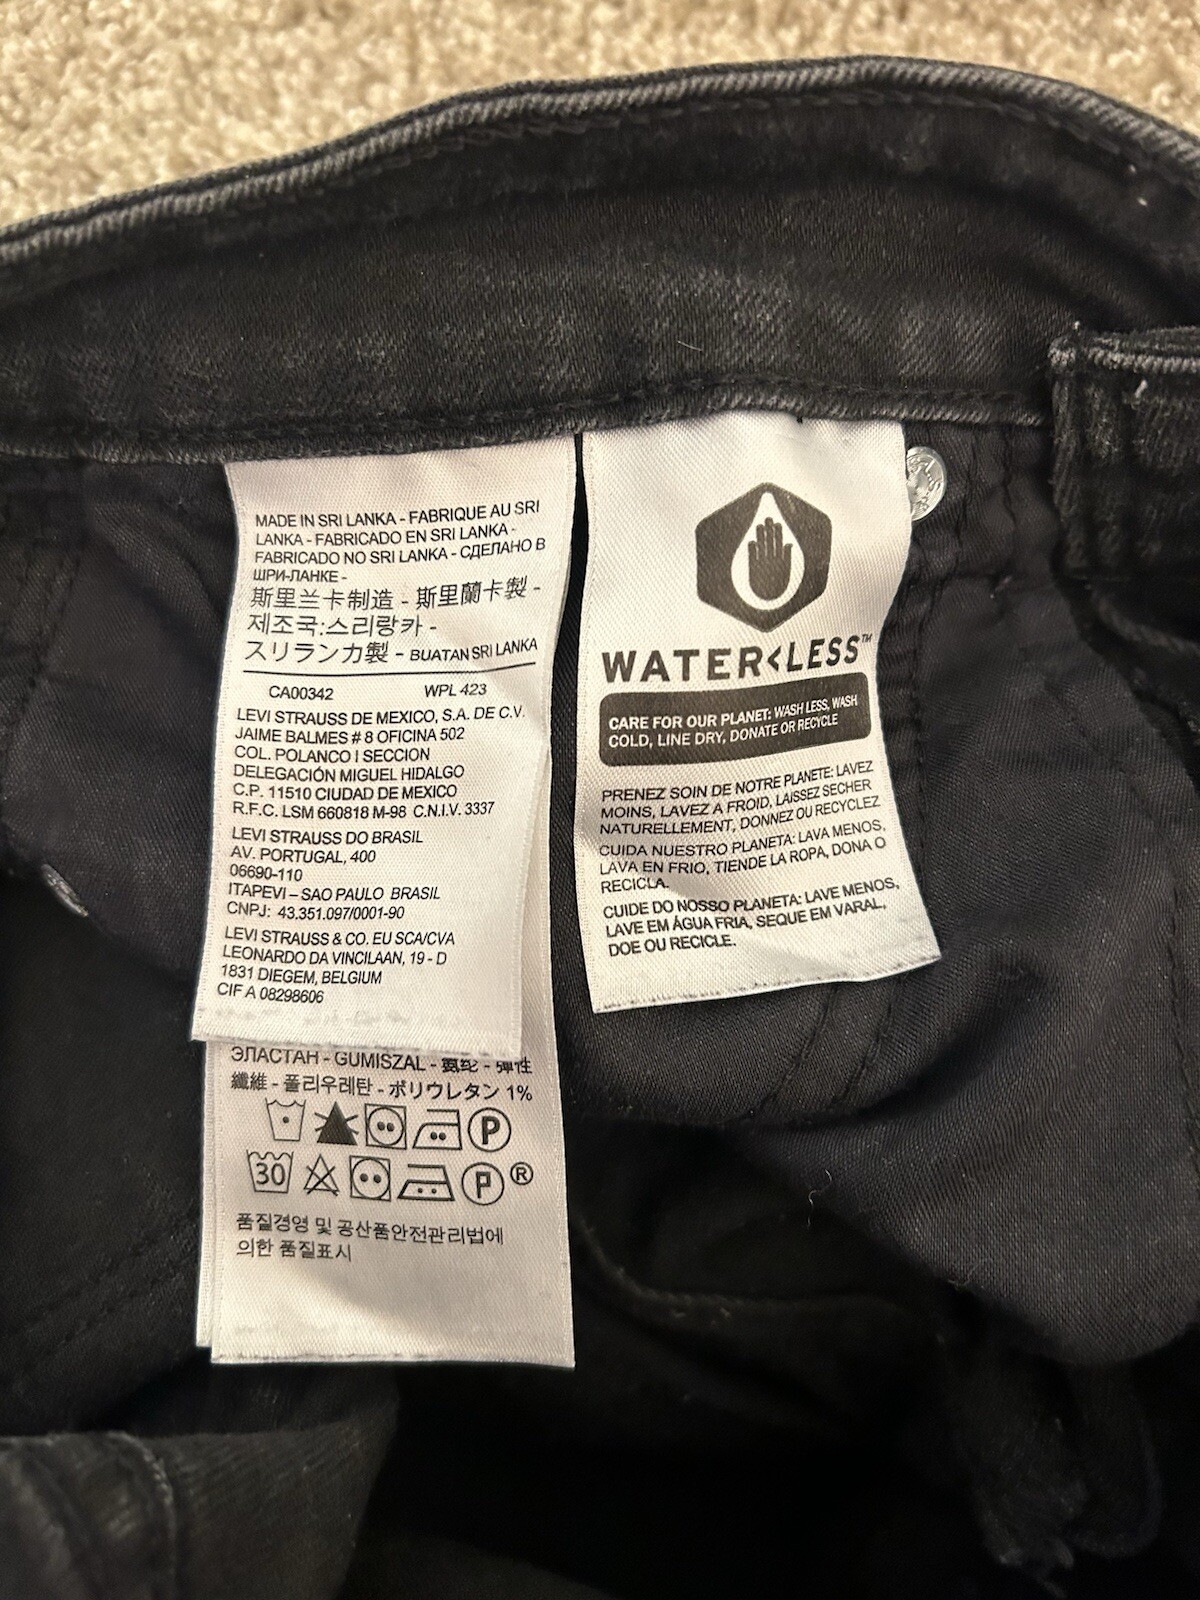 MADE IN SRI LANKA - FABRIQUE AU SRI
LANKA - FABRICADO EN SRI LANKA -
FABRICADO NO SRI LANKA - СДЕЛАНО В
ШРИ-ЛАНКЕ -
斯里兰卡制造 - 斯里蘭卡製 -
제조국:스리랑카 -
スリランカ製 - BUATAN SRI LANKA
CA00342 WPL 423
LEVI STRAUSS DE MEXICO, S.A. DE C.V.
JAIME BALMES # 8 OFICINA 502
COL. POLANCO I SECCION
DELEGACIÓN MIGUEL HIDALGO
C.P. 11510 CIUDAD DE MEXICO
R.F.C. LSM 660818 M-98 C.N.I.V. 3337
LEVI STRAUSS DO BRASIL
AV. PORTUGAL, 400
06690-110
ITAPEVI – SAO PAULO BRASIL
CNPJ: 43.351.097/0001-90
LEVI STRAUSS & CO. EU SCA/CVA
LEONARDO DA VINCILAAN, 19 - D
1831 DIEGEM, BELGIUM
CIF A 08298606
ЭЛАСТАН - GUMISZAL - 氨纶 - 彈性
纖維 - 폴리우레탄 - ポリウレタン 1%
P
30 P ®
품질경영 및 공산품안전관리법에
의한 품질표시
WATER<LESS™
CARE FOR OUR PLANET: WASH LESS, WASH
COLD, LINE DRY, DONATE OR RECYCLE
PRENEZ SOIN DE NOTRE PLANETE: LAVEZ
MOINS, LAVEZ A FROID, LAISSEZ SECHER
NATURELLEMENT, DONNEZ OU RECYCLEZ
CUIDA NUESTRO PLANETA: LAVA MENOS,
LAVA EN FRIO, TIENDE LA ROPA, DONA O
RECICLA.
CUIDE DO NOSSO PLANETA: LAVE MENOS,
LAVE EM ÁGUA FRIA, SEQUE EM VARAL,
DOE OU RECICLE.